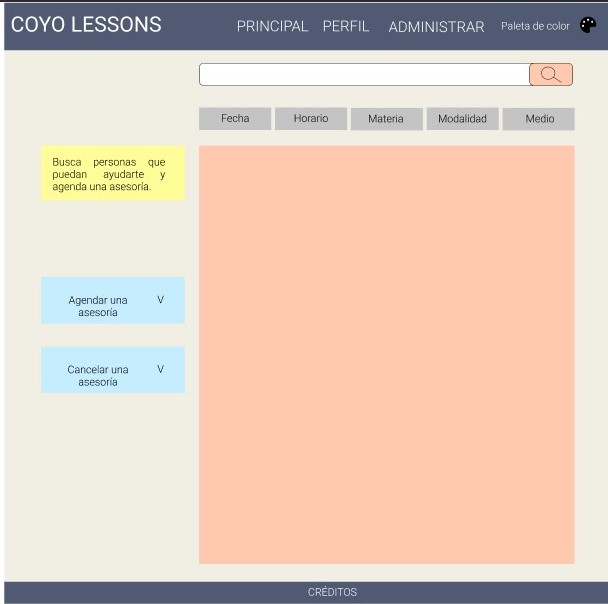 COYO LESSONS
PRINCIPAL PERFIL ADMINISTRAR Paleta de color
Fecha Horario Materia Modalidad Medio
Busca personas que
puedan ayudarte y
agenda una asesoría.
Agendar una V
asesoría
Cancelar una V
asesoría
CRÉDITOS